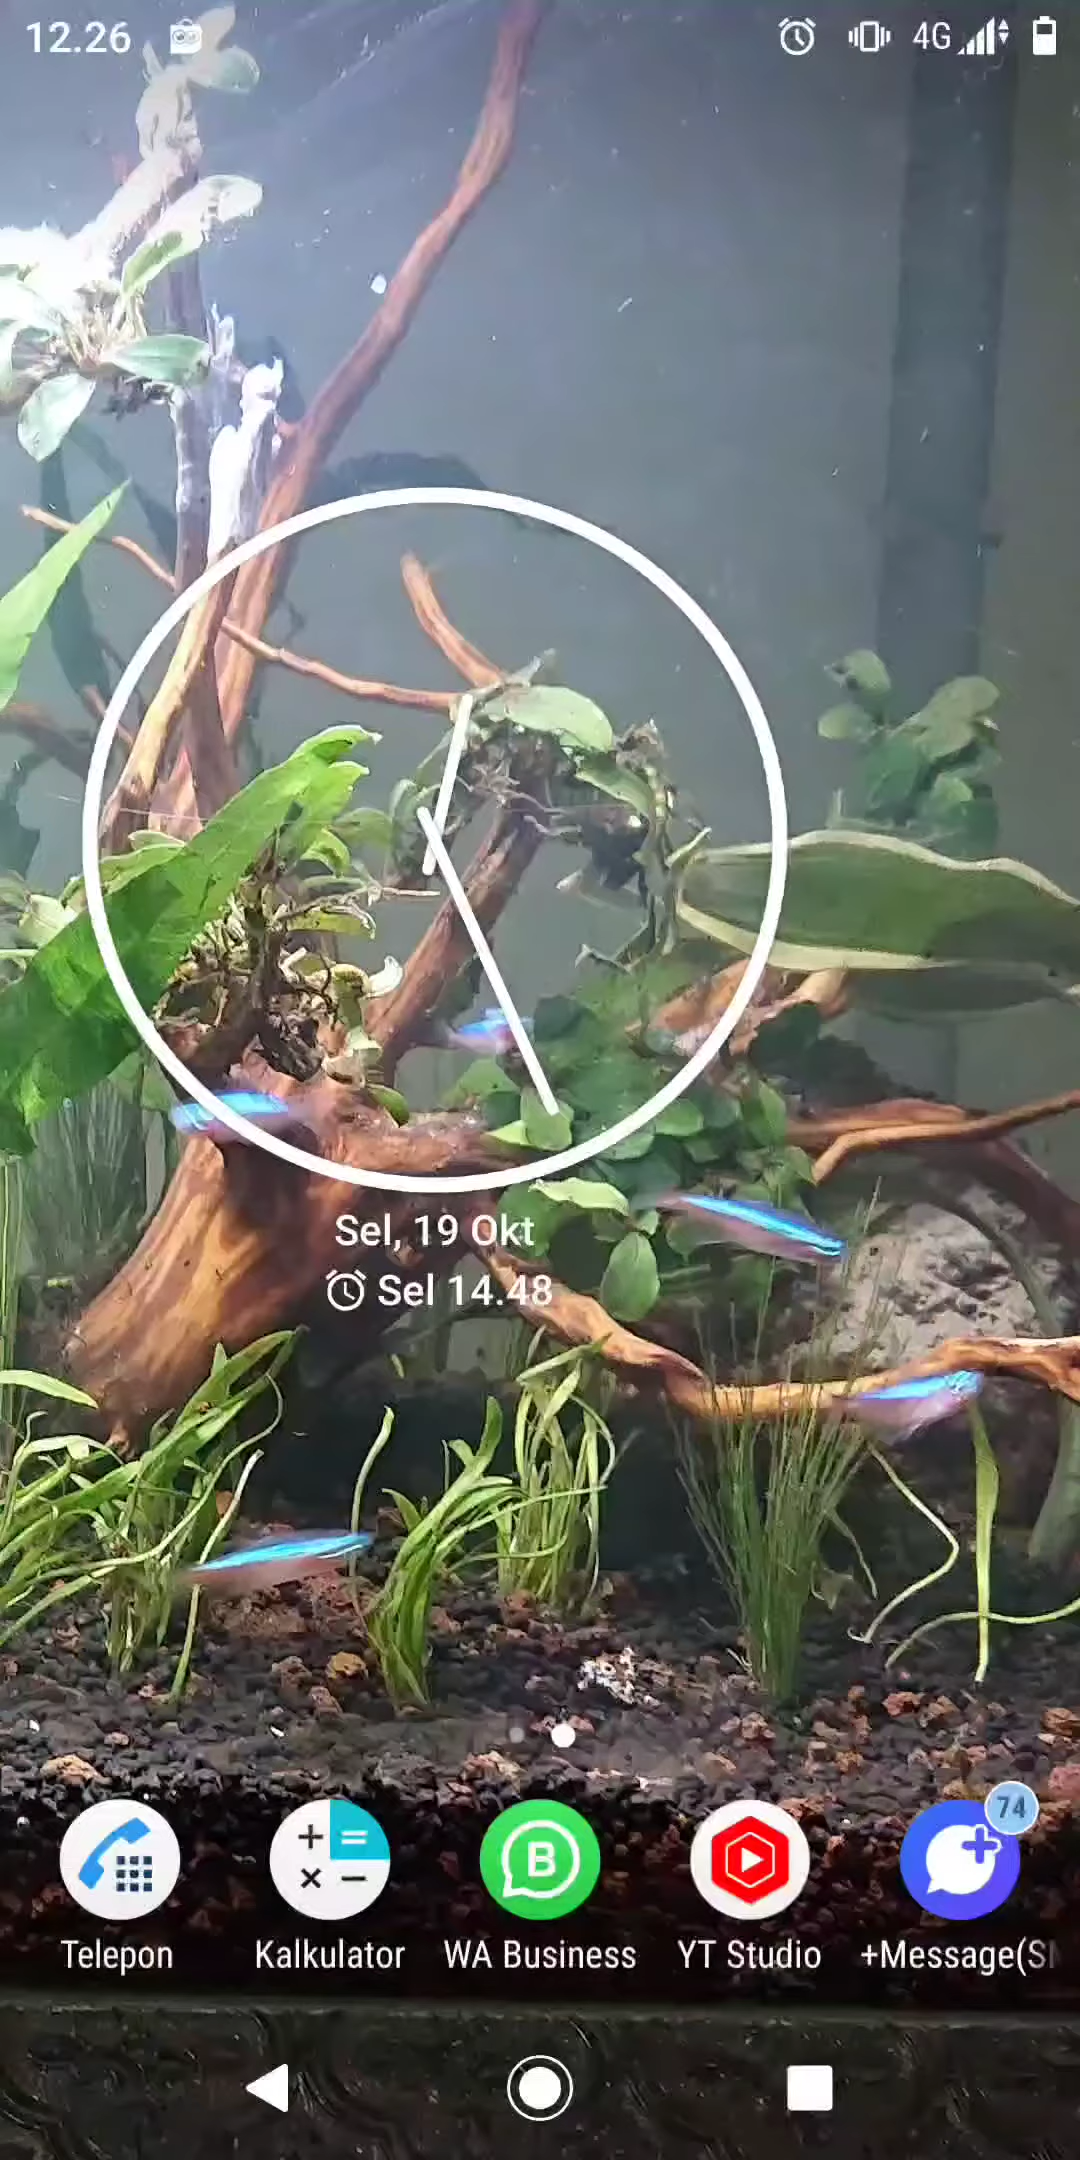 12.26
4G
Sel, 19 Okt
Sel 14.48
74
B
Telepon
Kalkulator
WA Business
YT Studio
+Message(S